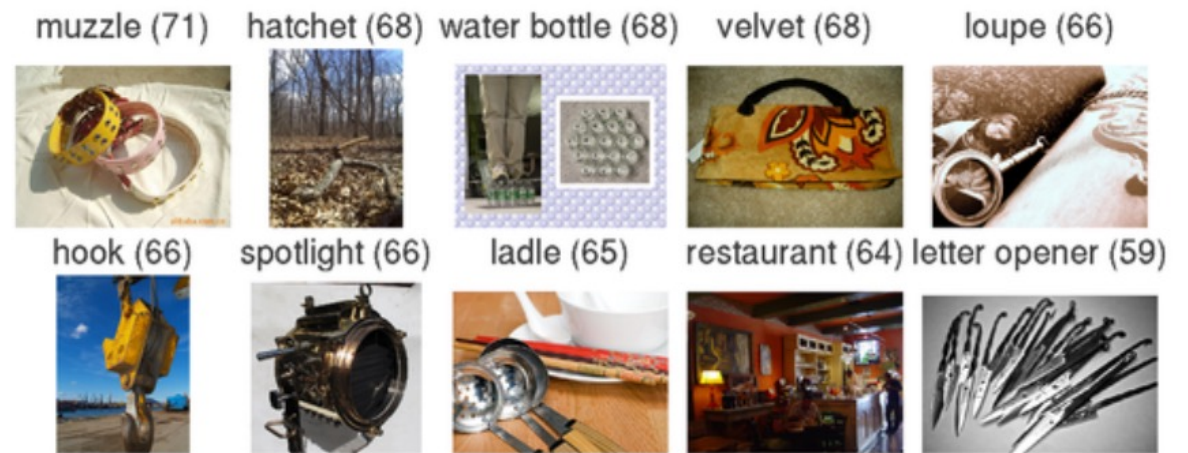 muzzle (71) hatchet (68) water bottle (68) velvet (68) loupe (66)
hook (66) spotlight (66) ladle (65) restaurant (64) letter opener (59)